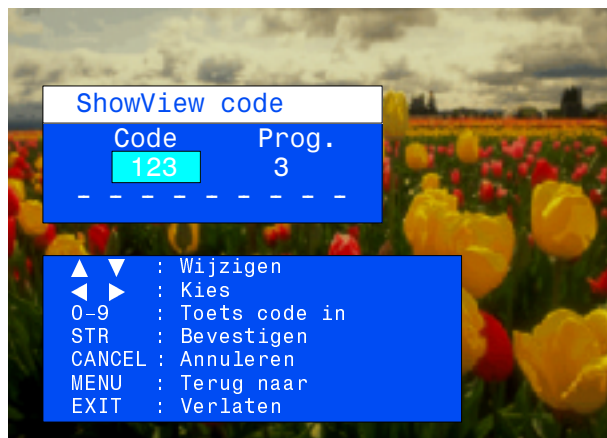 ShowView code
Code Prog.
123 3
– – – – – – – – –
▲ ▼ : Wijzigen
◀ ▶ : Kies
0–9 : Toets code in
STR : Bevestigen
CANCEL : Annuleren
MENU : Terug naar
EXIT : Verlaten